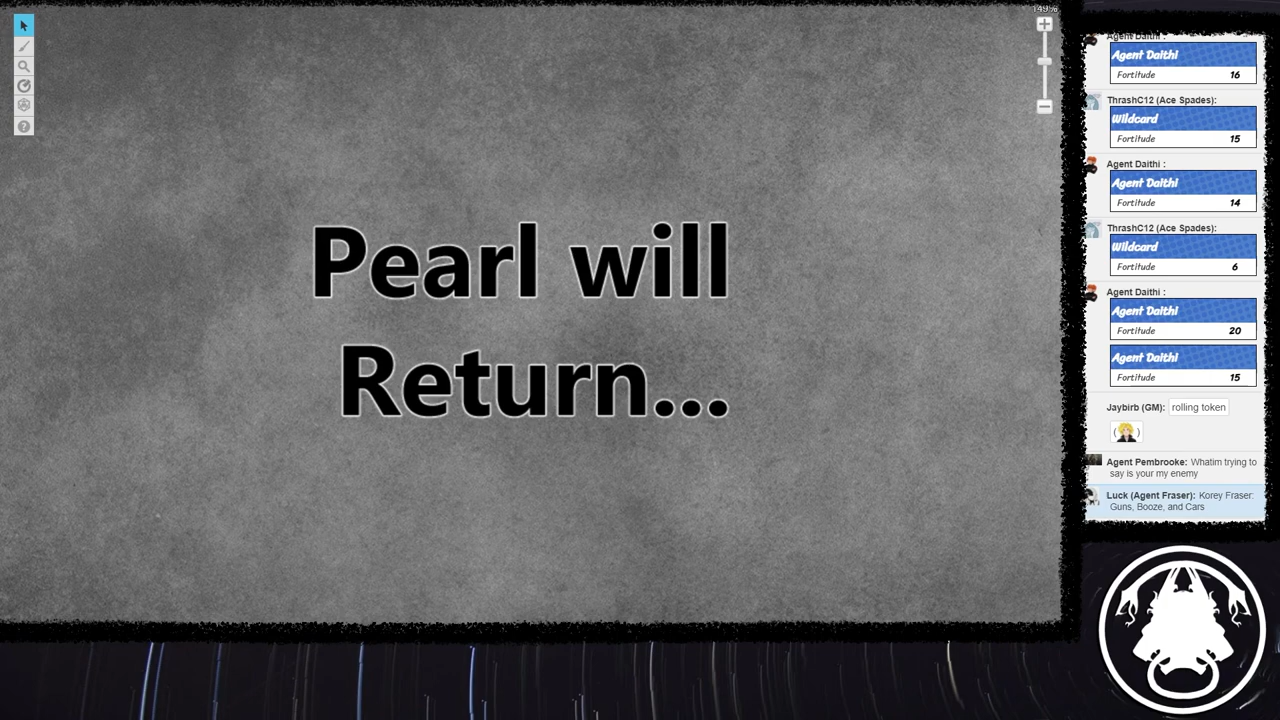 149%
Pearl will
Return...
Agent Daithi :
Agent Daithi
Fortitude 16
ThrashC12 (Ace Spades):
Wildcard
Fortitude 15
Agent Daithi :
Agent Daithi
Fortitude 14
ThrashC12 (Ace Spades):
Wildcard
Fortitude 6
Agent Daithi :
Agent Daithi
Fortitude 20
Agent Daithi
Fortitude 15
Jaybirb (GM): rolling token
Agent Pembrooke: Whatim trying to
say is your my enemy
Luck (Agent Fraser): Korey Fraser:
Guns, Booze, and Cars